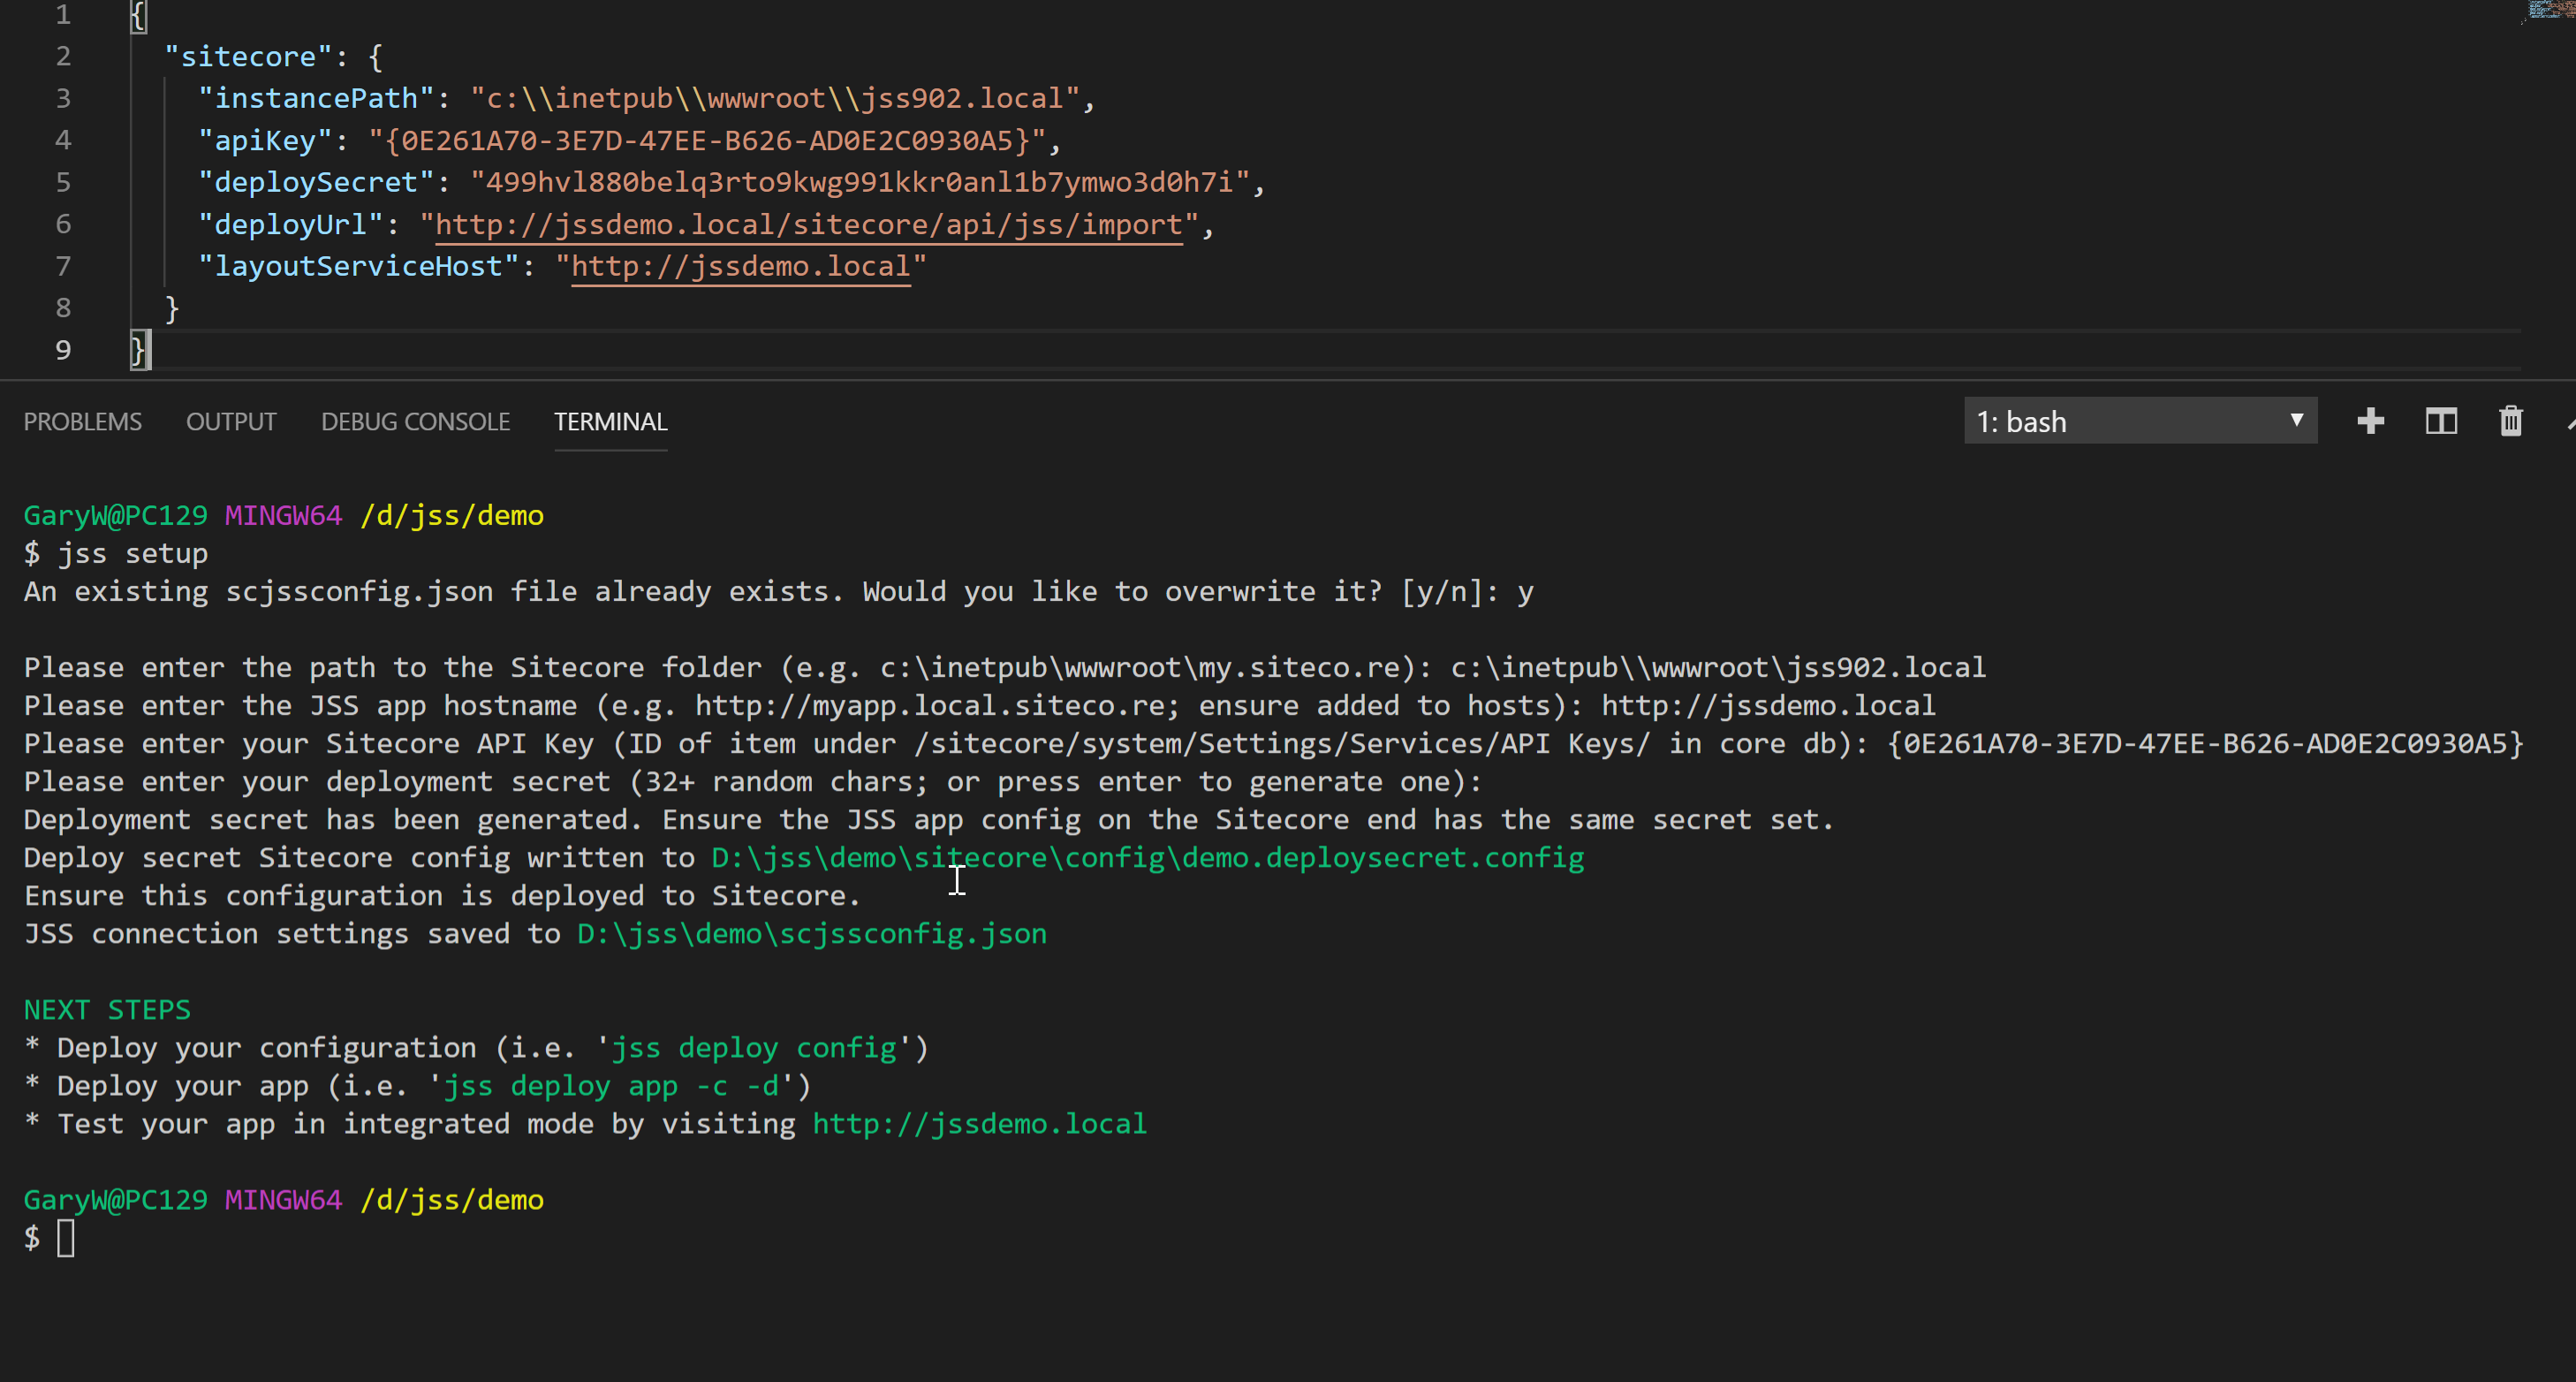 1 {
2 "sitecore": {
3 "instancePath": "c:\\inetpub\\wwwroot\\jss902.local",
4 "apiKey": "{0E261A70-3E7D-47EE-B626-AD0E2C0930A5}",
5 "deploySecret": "499hvl880belq3rto9kwg991kkr0anl1b7ymwo3d0h7i",
6 "deployUrl": "http://jssdemo.local/sitecore/api/jss/import",
7 "layoutServiceHost": "http://jssdemo.local"
8 }
9 }
PROBLEMS OUTPUT DEBUG CONSOLE TERMINAL 1: bash
GaryW@PC129 MINGW64 /d/jss/demo
$ jss setup
An existing scjssconfig.json file already exists. Would you like to overwrite it? [y/n]: y
Please enter the path to the Sitecore folder (e.g. c:\inetpub\wwwroot\my.siteco.re): c:\inetpub\\wwwroot\jss902.local
Please enter the JSS app hostname (e.g. http://myapp.local.siteco.re; ensure added to hosts): http://jssdemo.local
Please enter your Sitecore API Key (ID of item under /sitecore/system/Settings/Services/API Keys/ in core db): {0E261A70-3E7D-47EE-B626-AD0E2C0930A5}
Please enter your deployment secret (32+ random chars; or press enter to generate one):
Deployment secret has been generated. Ensure the JSS app config on the Sitecore end has the same secret set.
Deploy secret Sitecore config written to D:\jss\demo\sitecore\config\demo.deploysecret.config
Ensure this configuration is deployed to Sitecore.
JSS connection settings saved to D:\jss\demo\scjssconfig.json
NEXT STEPS
* Deploy your configuration (i.e. 'jss deploy config')
* Deploy your app (i.e. 'jss deploy app -c -d')
* Test your app in integrated mode by visiting http://jssdemo.local
GaryW@PC129 MINGW64 /d/jss/demo
$